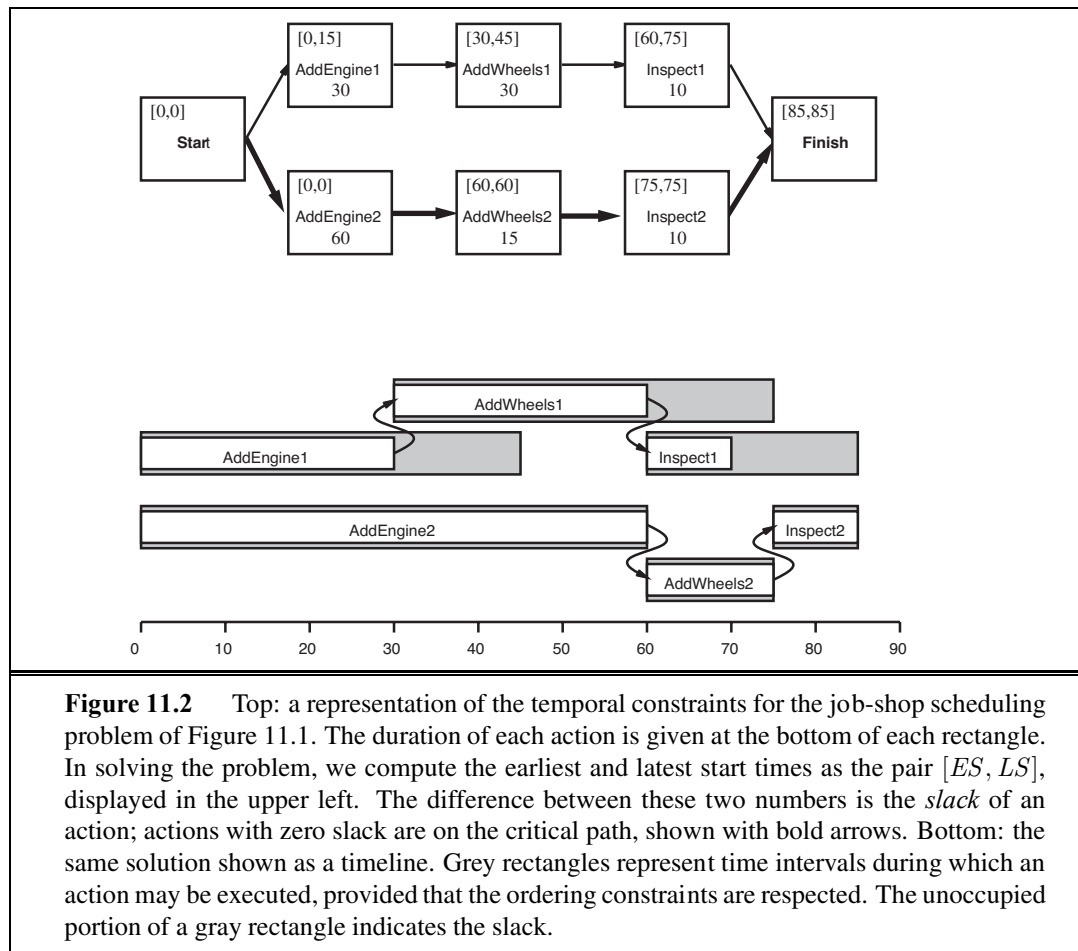 [0,15]
AddEngine1
30
[30,45]
AddWheels1
30
[60,75]
Inspect1
10
[0,0]
Start
[85,85]
Finish
[0,0]
AddEngine2
60
[60,60]
AddWheels2
15
[75,75]
Inspect2
10
AddWheels1
AddEngine1
Inspect1
AddEngine2
Inspect2
AddWheels2
0 10 20 30 40 50 60 70 80 90
Figure 11.2 Top: a representation of the temporal constraints for the job-shop scheduling
problem of Figure 11.1. The duration of each action is given at the bottom of each rectangle.
In solving the problem, we compute the earliest and latest start times as the pair [ES, LS],
displayed in the upper left. The difference between these two numbers is the slack of an
action; actions with zero slack are on the critical path, shown with bold arrows. Bottom: the
same solution shown as a timeline. Grey rectangles represent time intervals during which an
action may be executed, provided that the ordering constraints are respected. The unoccupied
portion of a gray rectangle indicates the slack.